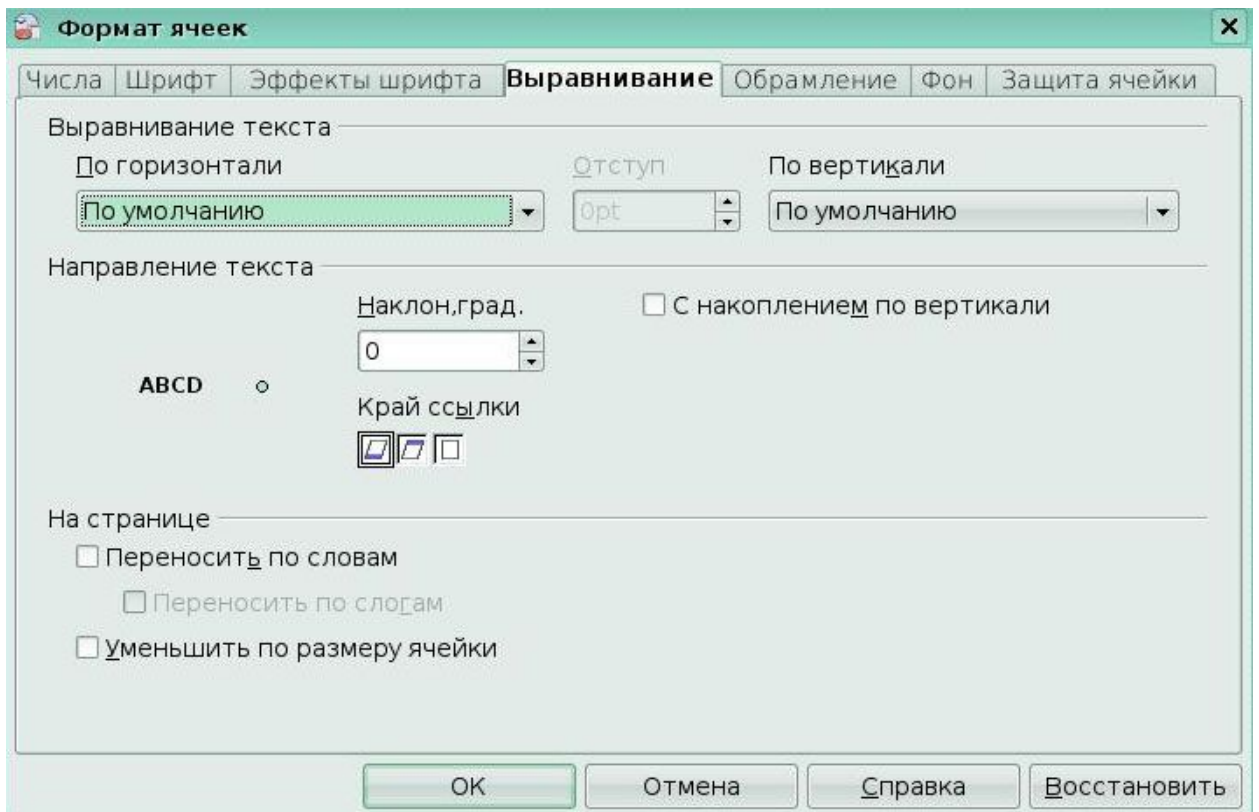 Формат ячеек
Числа Шрифт Эффекты шрифта Выравнивание Обрамление Фон Защита ячейки
Выравнивание текста
По горизонтали Отступ По вертикали
По умолчанию 0pt По умолчанию
Направление текста
Наклон,град. С накоплением по вертикали
0
ABCD
Край ссылки
На странице
Переносить по словам
Переносить по слогам
Уменьшить по размеру ячейки
OK Отмена Справка Восстановить